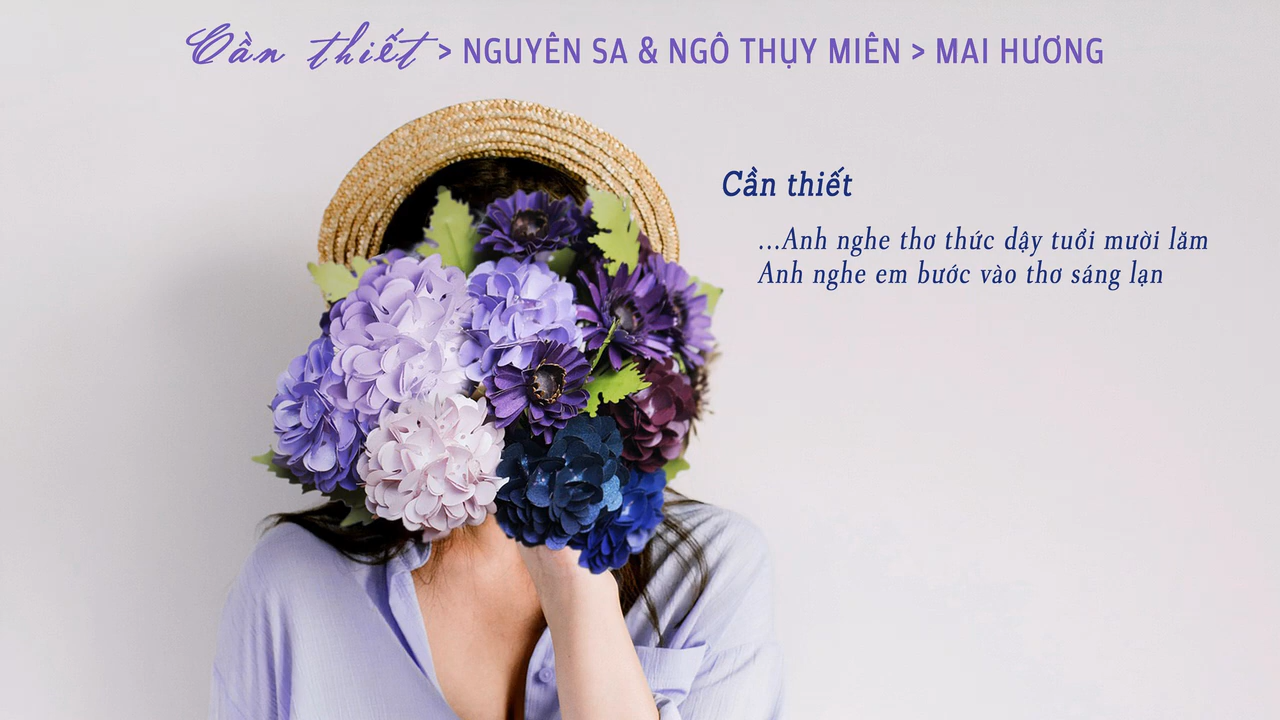 Cần thiết > NGUYÊN SA & NGÔ THỤY MIÊN > MAI HƯƠNG
Cần thiết
...Anh nghe thơ thức dậy tuổi mười lăm
Anh nghe em bước vào thơ sáng lạn